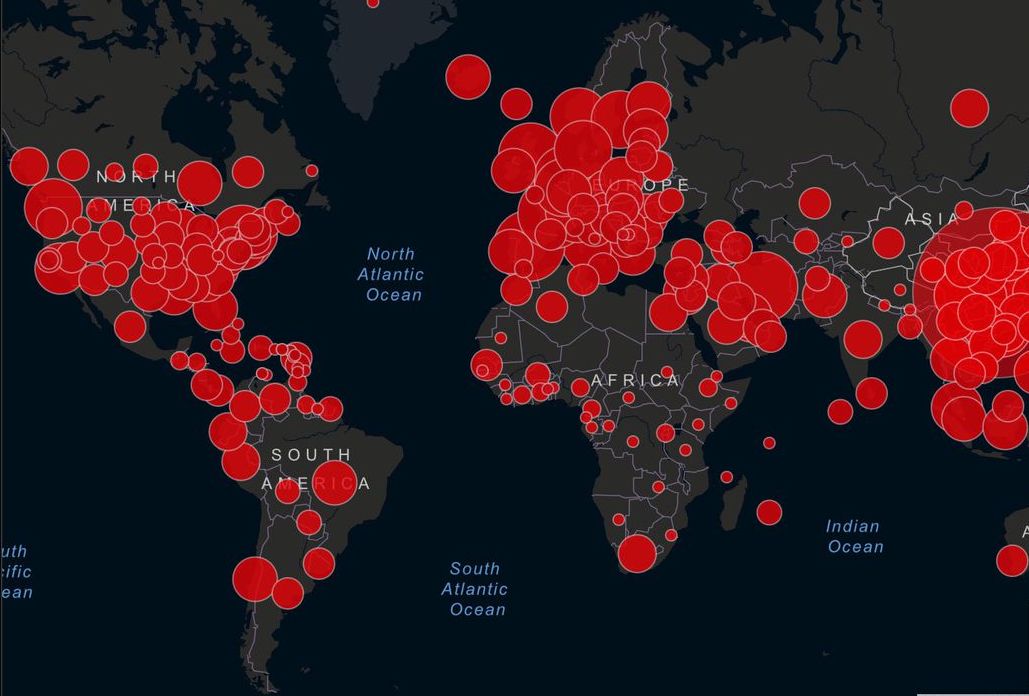 NORTH
AMERICA
EUROPE
ASIA
North
Atlantic
Ocean
AFRICA
SOUTH
AMERICA
Indian
Ocean
uth
cific
ean
South
Atlantic
Ocean
A